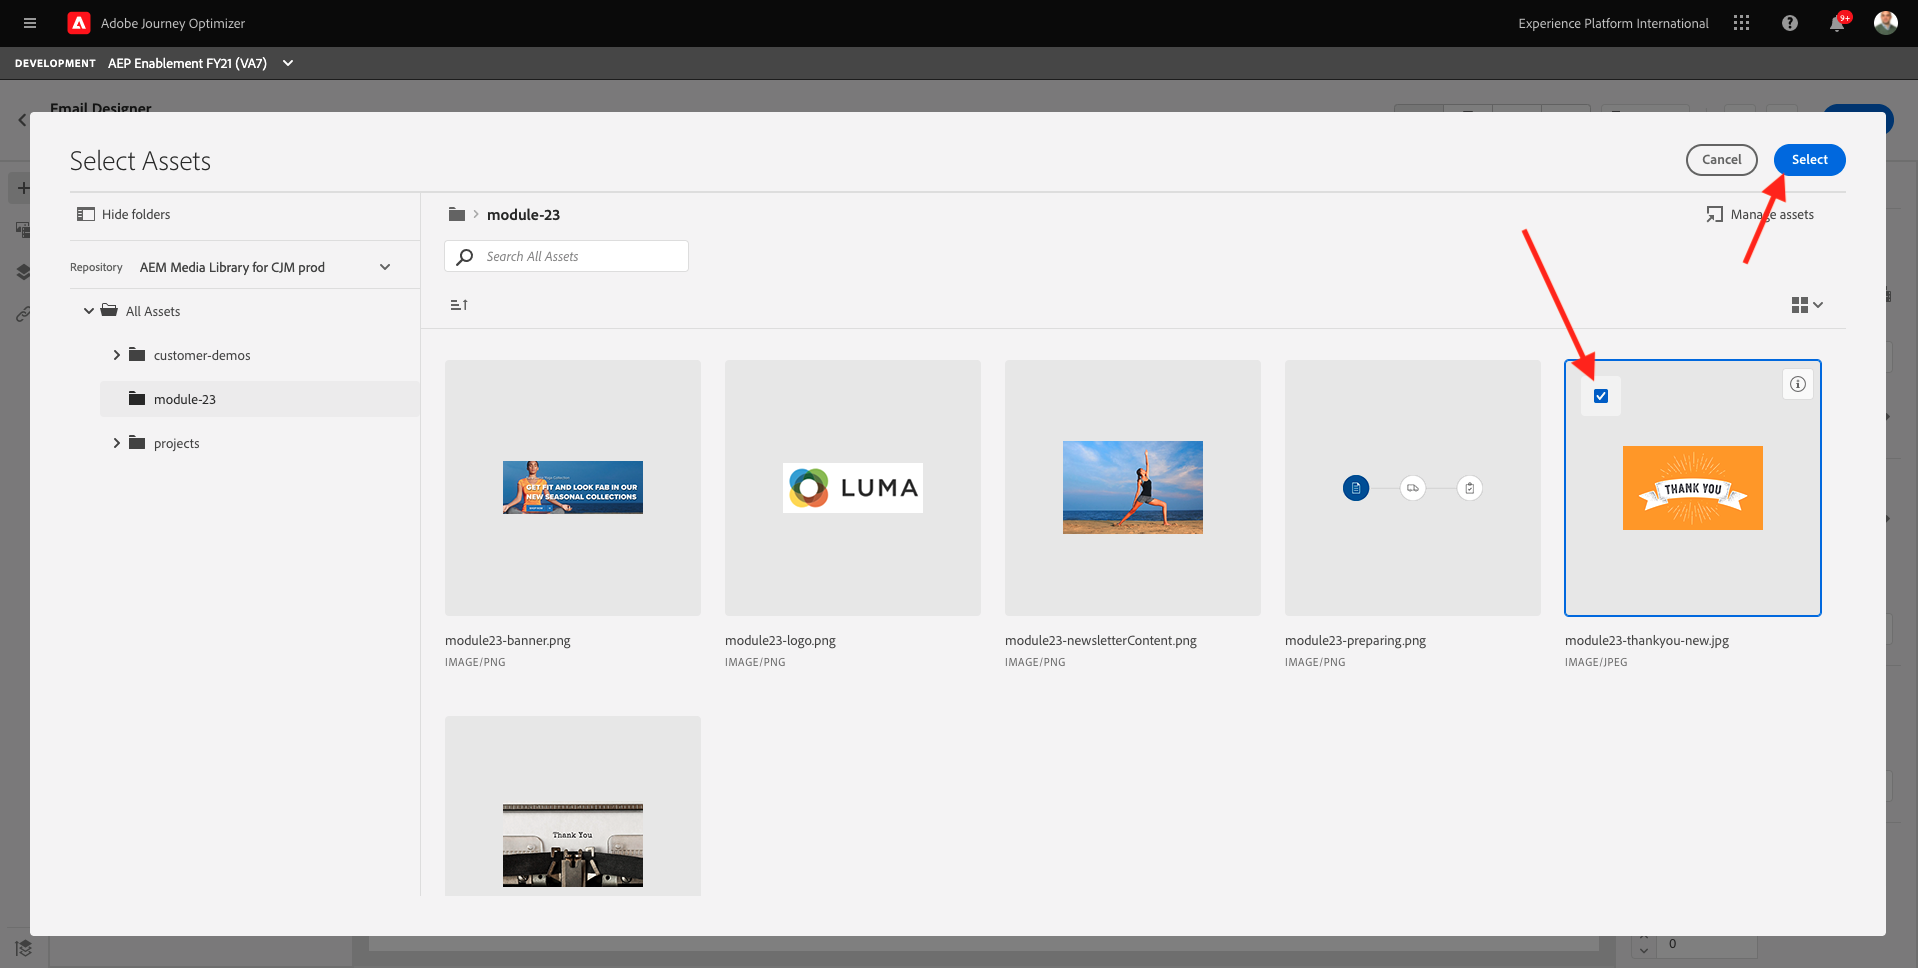 Adobe Journey Optimizer
Experience Platform International
9+
DEVELOPMENT AEP Enablement FY21 (VA7)
Email Designer
Select Assets
Cancel
Select
Hide folders
module-23
Manage assets
Search All Assets
Repository AEM Media Library for CJM prod
All Assets
customer-demos
module-23
projects
GET FIT AND LOOK FAB IN OUR
NEW SEASONAL COLLECTIONS
LUMA
THANK YOU
module23-banner.png
IMAGE/PNG
module23-logo.png
IMAGE/PNG
module23-newsletterContent.png
IMAGE/PNG
module23-preparing.png
IMAGE/PNG
module23-thankyou-new.jpg
IMAGE/JPEG
Thank You
0